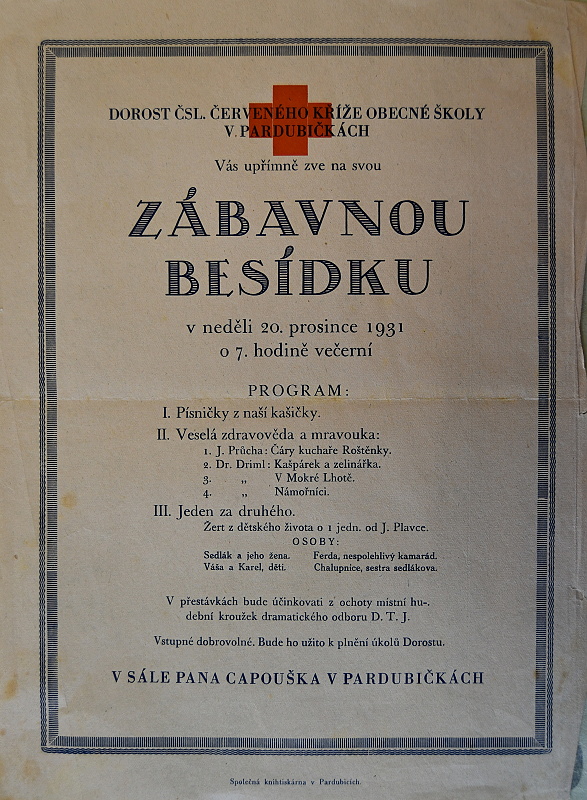 DOROST ČSL. ČERVENÉHO KŘÍŽE OBECNÉ ŠKOLY
V PARDUBIČKÁCH
Vás upřímně zve na svou
ZÁBAVNOU
BESÍDKU
v neděli 20. prosince 1931
o 7. hodině večerní
PROGRAM:
I. Písničky z naší kašičky.
II. Veselá zdravověda a mravouka:
1. J. Průcha: Čáry kuchaře Roštěnky.
2. Dr. Driml: Kašpárek a zelinářka.
3. „ V Mokré Lhotě.
4. „ Námořníci.
III. Jeden za druhého.
Žert z dětského života o 1 jedn. od J. Plavce.
OSOBY:
Sedlák a jeho žena. Ferda, nespolehlivý kamarád.
Váša a Karel, děti. Chalupnice, sestra sedlákova.
V přestávkách bude účinkovati z ochoty místní hu-
dební kroužek dramatického odboru D. T. J.
Vstupné dobrovolné. Bude ho užito k plnění úkolů Dorostu.
V SÁLE PANA CAPOUŠKA V PARDUBIČKÁCH
Společná knihtiskárna v Pardubicích.